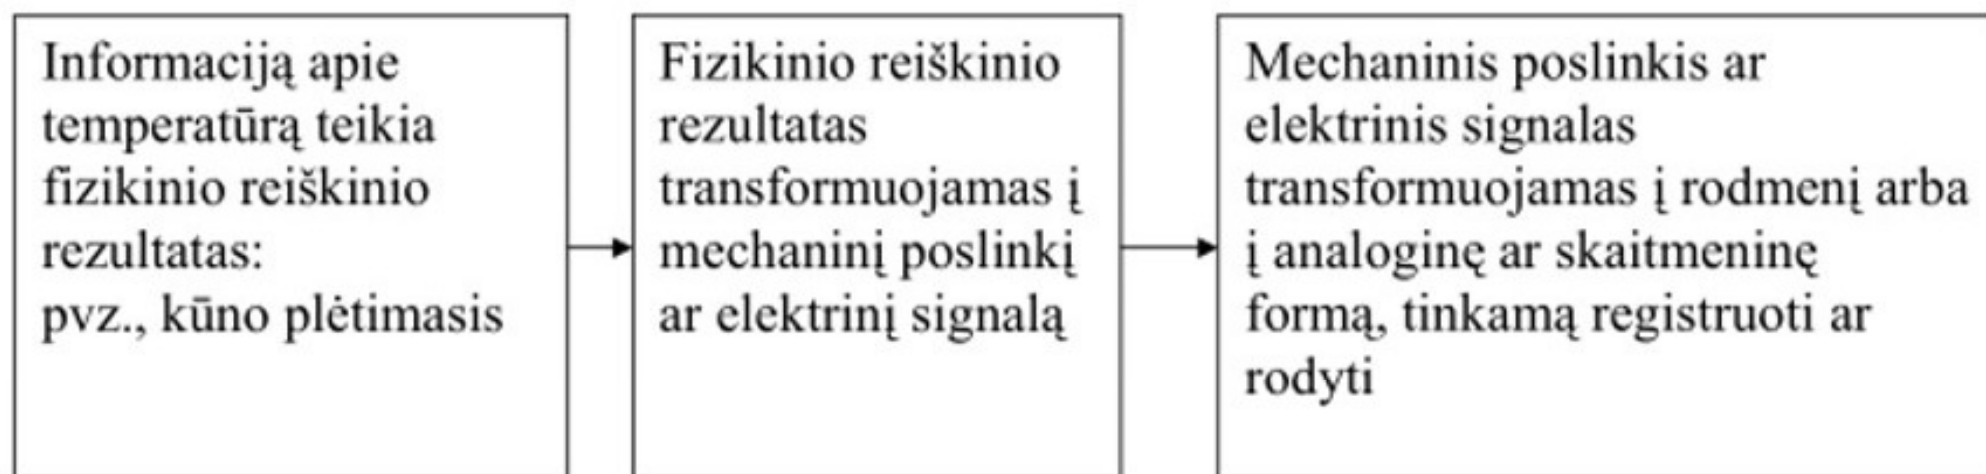 Informaciją apie
temperatūrą teikia
fizikinio reiškinio
rezultatas:
pvz., kūno plėtimasis
Fizikinio reiškinio
rezultatas
transformuojamas į
mechaninį poslinkį
ar elektrinį signalą
Mechaninis poslinkis ar
elektrinis signalas
transformuojamas į rodmenį arba
į analoginę ar skaitmeninę
formą, tinkamą registruoti ar
rodyti